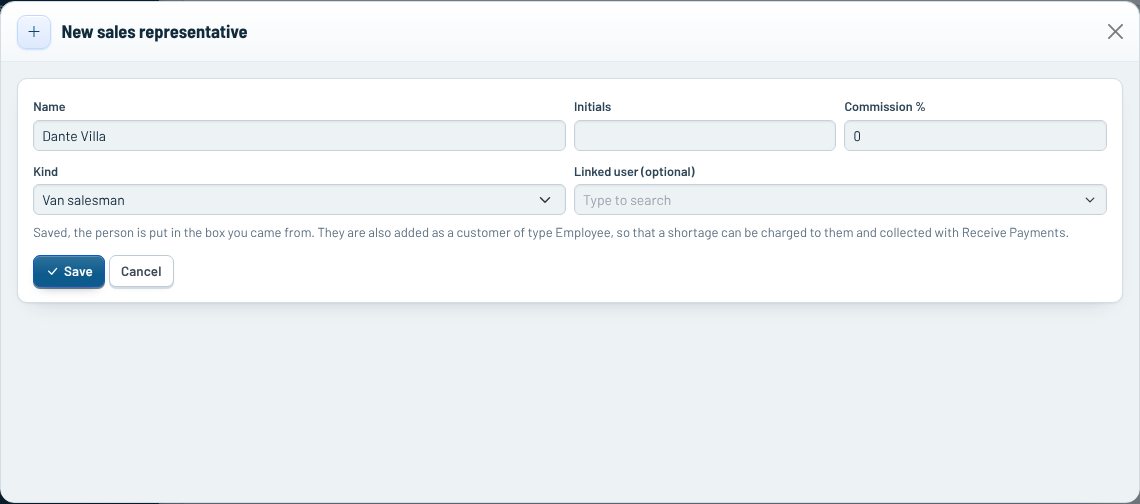 New sales representative
Name
Initials
Commission %
Dante Villa
0
Kind
Linked user (optional)
Van salesman
Type to search
Saved, the person is put in the box you came from. They are also added as a customer of type Employee, so that a shortage can be charged to them and collected with Receive Payments.
Save
Cancel